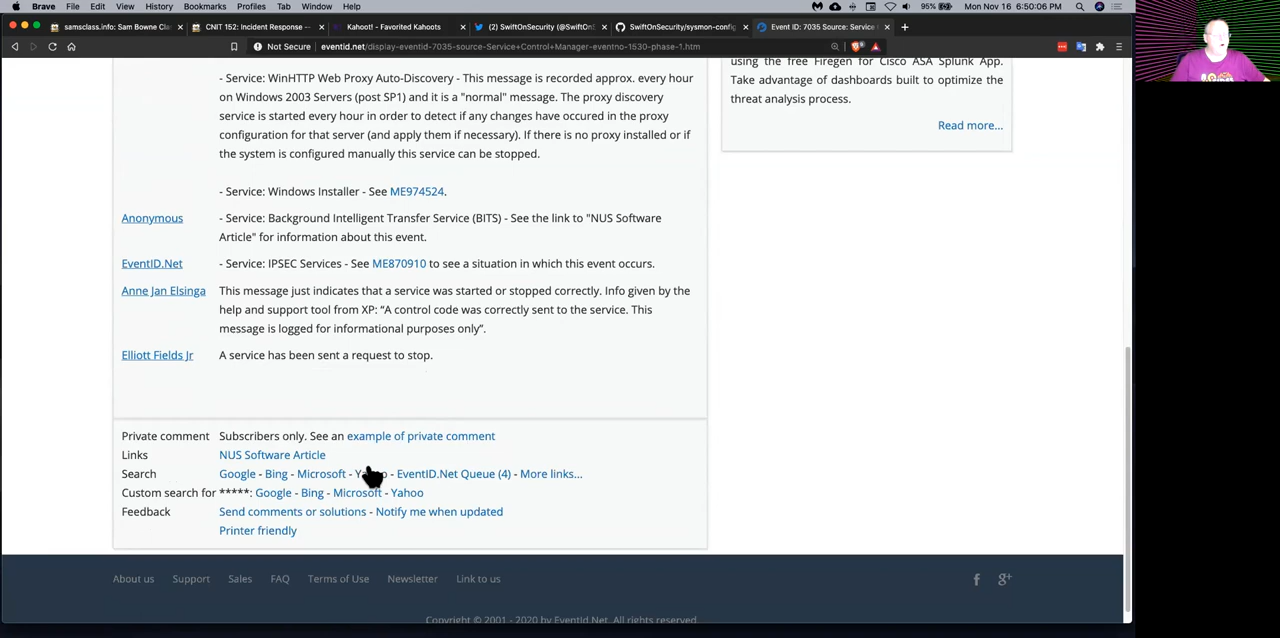 Brave File Edit View History Bookmarks Profiles Tab Window Help 95% Mon Nov 16 6:50:06 PM
samsclass.info: Sam Bowne Cla CNIT 152: Incident Response -- Kahoot! - Favorited Kahoots (2) SwiftOnSecurity (@SwiftOnS SwiftOnSecurity/sysmon-config Event ID: 7035 Source: Service
Not Secure eventid.net/display-eventid-7035-source-Service+Control+Manager-eventno-1530-phase-1.htm
- Service: WinHTTP Web Proxy Auto-Discovery - This message is recorded approx. every hour
on Windows 2003 Servers (post SP1) and it is a "normal" message. The proxy discovery
service is started every hour in order to detect if any changes have occured in the proxy
configuration for that server (and apply them if necessary). If there is no proxy installed or if
the system is configured manually this service can be stopped.
- Service: Windows Installer - See ME974524.
Anonymous - Service: Background Intelligent Transfer Service (BITS) - See the link to "NUS Software
Article" for information about this event.
EventID.Net - Service: IPSEC Services - See ME870910 to see a situation in which this event occurs.
Anne Jan Elsinga This message just indicates that a service was started or stopped correctly. Info given by the
help and support tool from XP: “A control code was correctly sent to the service. This
message is logged for informational purposes only”.
Elliott Fields Jr A service has been sent a request to stop.
using the free Firegen for Cisco ASA Splunk App.
Take advantage of dashboards built to optimize the
threat analysis process.
Read more...
Private comment Subscribers only. See an example of private comment
Links NUS Software Article
Search Google - Bing - Microsoft - - EventID.Net Queue (4) - More links...
Custom search for *****: Google - Bing - Microsoft - Yahoo
Feedback Send comments or solutions - Notify me when updated
Printer friendly
About us Support Sales FAQ Terms of Use Newsletter Link to us
Copyright © 2001 - 2020 by EventId.Net. All rights reserved.